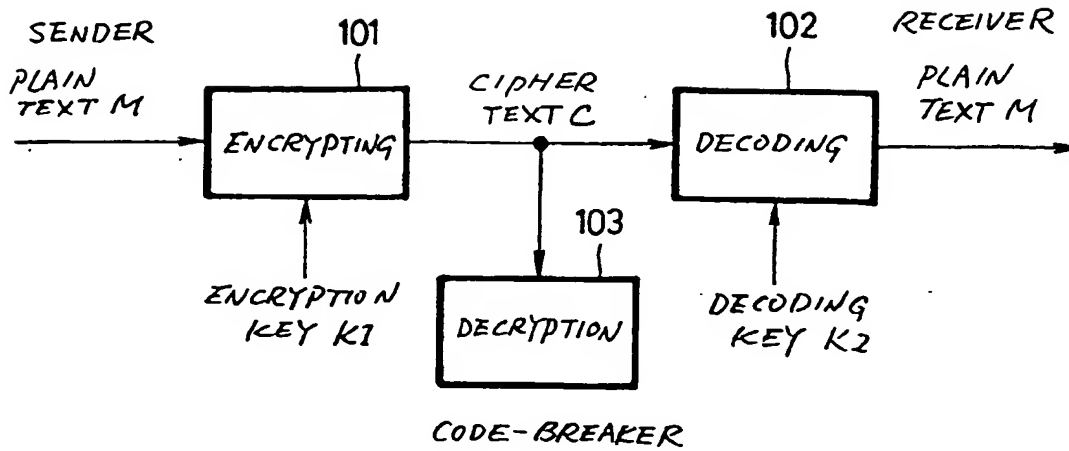 SENDER
101
102
RECEIVER
PLAIN
TEXT M
CIPHER
TEXT C
PLAIN
TEXT M
ENCRYPTING
DECODING
103
ENCRYPTION
KEY K1
DECRYPTION
DECODING
KEY K2
CODE-BREAKER